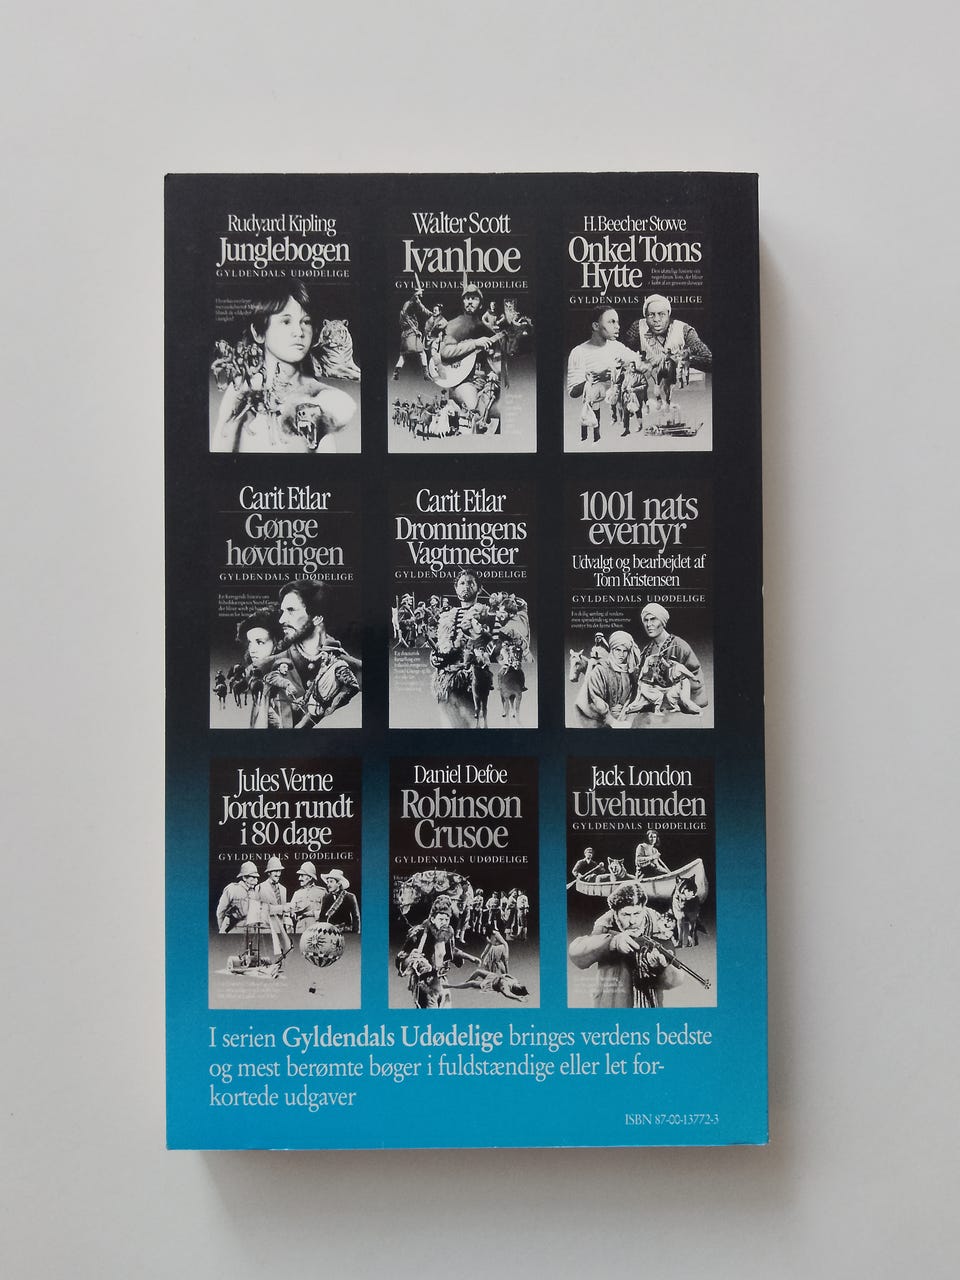 Rudyard Kipling
Junglebogen
GYLDENDALS UDØDELIGE
Walter Scott
Ivanhoe
GYLDENDALS UDØDELIGE
H. Beecher Stowe
Onkel Toms
Hytte
GYLDENDALS UDØDELIGE
Carit Etlar
Gønge
høvdingen
GYLDENDALS UDØDELIGE
Carit Etlar
Dronningens
Vagtmester
GYLDENDALS UDØDELIGE
1001 nats
eventyr
Udvalgt og bearbejdet af
Tom Kristensen
GYLDENDALS UDØDELIGE
Jules Verne
Jorden rundt
i 80 dage
GYLDENDALS UDØDELIGE
Daniel Defoe
Robinson
Crusoe
GYLDENDALS UDØDELIGE
Jack London
Ulvehunden
GYLDENDALS UDØDELIGE
I serien Gyldendals Udødelige bringes verdens bedste
og mest berømte bøger i fuldstændige eller let for-
kortede udgaver
ISBN 87-00-13772-3